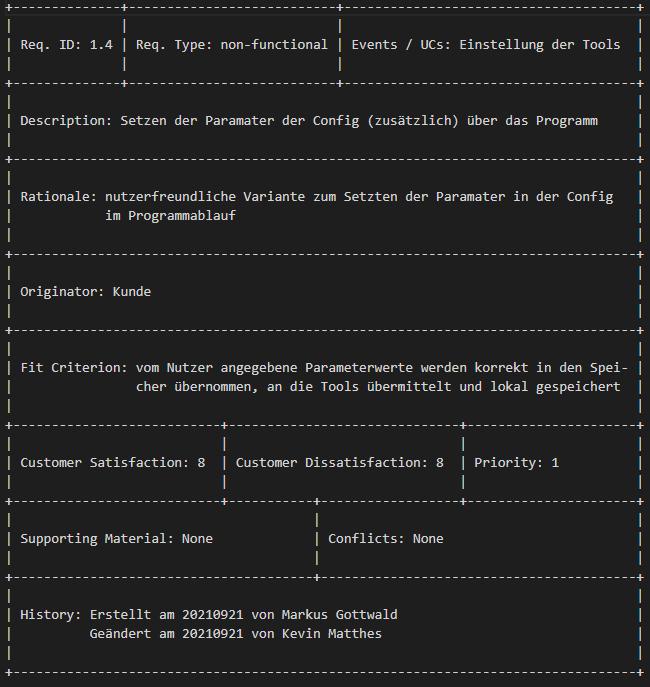 Req. ID: 1.4 | Req. Type: non-functional | Events / UCs: Einstellung der Tools
Description: Setzen der Paramater der Config (zusätzlich) über das Programm
Rationale: nutzerfreundliche Variante zum Setzten der Paramater in der Config
im Programmablauf
Originator: Kunde
Fit Criterion: vom Nutzer angegebene Parameterwerte werden korrekt in den Spei-
cher übernommen, an die Tools übermittelt und lokal gespeichert
Customer Satisfaction: 8 | Customer Dissatisfaction: 8 | Priority: 1
Supporting Material: None | Conflicts: None
History: Erstellt am 20210921 von Markus Gottwald
Geändert am 20210921 von Kevin Matthes